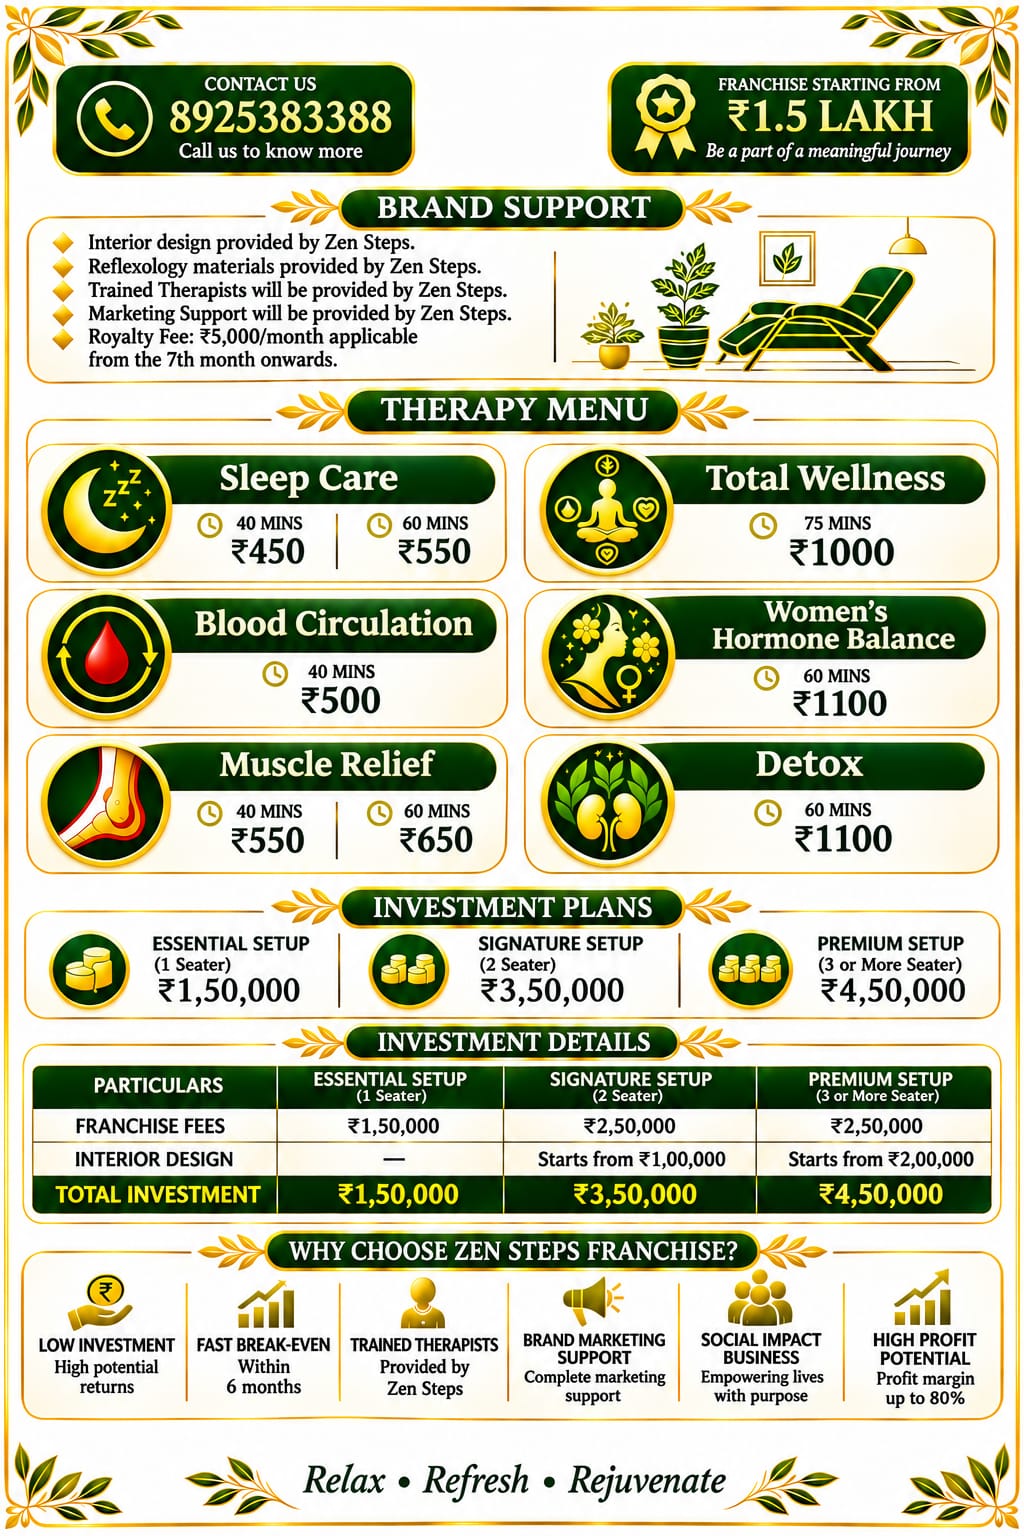 CONTACT US
8925383388
Call us to know more
FRANCHISE STARTING FROM
₹1.5 LAKH
Be a part of a meaningful journey
BRAND SUPPORT
Interior design provided by Zen Steps.
Reflexology materials provided by Zen Steps.
Trained Therapists will be provided by Zen Steps.
Marketing Support will be provided by Zen Steps.
Royalty Fee: ₹5,000/month applicable
from the 7th month onwards.
THERAPY MENU
zzz
Sleep Care
40 MINS
₹450
60 MINS
₹550
Total Wellness
75 MINS
₹1000
Blood Circulation
40 MINS
₹500
Women's
Hormone Balance
60 MINS
₹1100
Muscle Relief
40 MINS
₹550
60 MINS
₹650
Detox
60 MINS
₹1100
INVESTMENT PLANS
ESSENTIAL SETUP
(1 Seater)
₹1,50,000
SIGNATURE SETUP
(2 Seater)
₹3,50,000
PREMIUM SETUP
(3 or More Seater)
₹4,50,000
INVESTMENT DETAILS
PARTICULARS
ESSENTIAL SETUP
(1 Seater)
SIGNATURE SETUP
(2 Seater)
PREMIUM SETUP
(3 or More Seater)
FRANCHISE FEES ₹1,50,000 ₹2,50,000 ₹2,50,000
INTERIOR DESIGN — Starts from ₹1,00,000 Starts from ₹2,00,000
TOTAL INVESTMENT ₹1,50,000 ₹3,50,000 ₹4,50,000
WHY CHOOSE ZEN STEPS FRANCHISE?
₹
LOW INVESTMENT
High potential
returns
FAST BREAK-EVEN
Within
6 months
TRAINED THERAPISTS
Provided by
Zen Steps
BRAND MARKETING
SUPPORT
Complete marketing
support
SOCIAL IMPACT
BUSINESS
Empowering lives
with purpose
HIGH PROFIT
POTENTIAL
Profit margin
up to 80%
Relax • Refresh • Rejuvenate